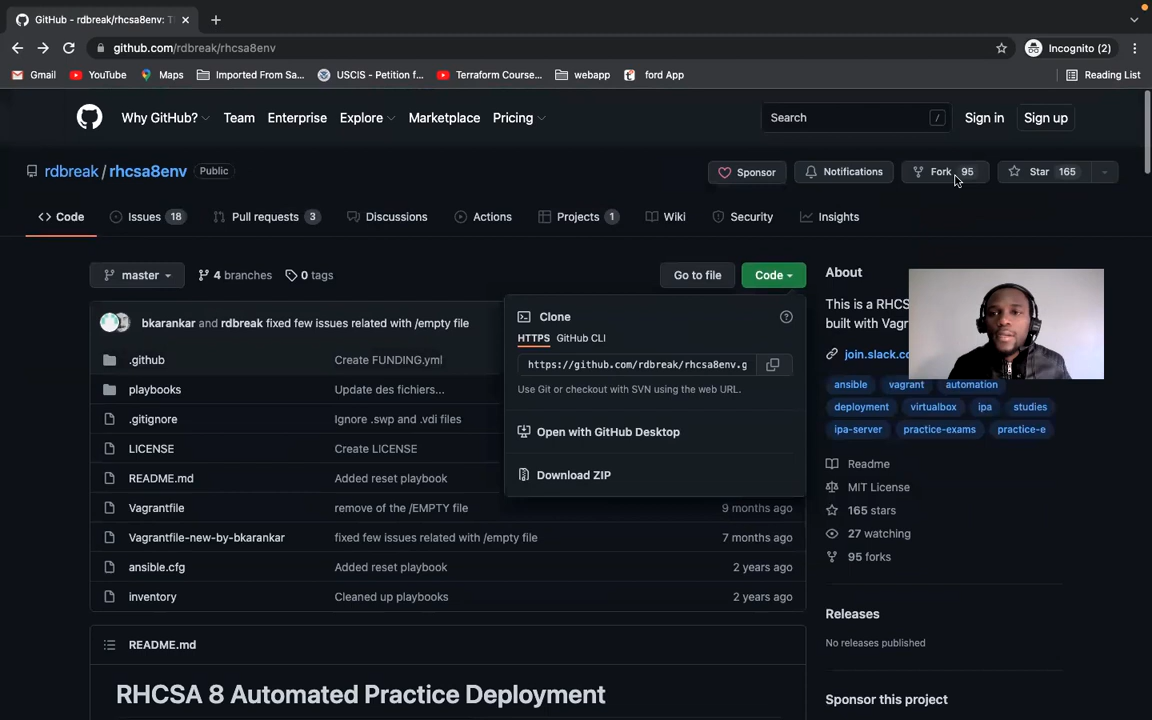 GitHub - rdbreak/rhcsa8env: T
github.com/rdbreak/rhcsa8env
Incognito (2)
Gmail
YouTube
Maps
Imported From Sa...
USCIS - Petition f...
Terraform Course...
webapp
ford App
Reading List
Why GitHub?
Team
Enterprise
Explore
Marketplace
Pricing
Search
/
Sign in
Sign up
rdbreak / rhcsa8env
Public
Sponsor
Notifications
Fork 95
Star 165
Code
Issues 18
Pull requests 3
Discussions
Actions
Projects 1
Wiki
Security
Insights
master
4 branches
0 tags
Go to file
Code
About
This is a RHCS
built with Vagr
join.slack.co
ansible
vagrant
automation
deployment
virtualbox
ipa
studies
ipa-server
practice-exams
practice-e
Clone
HTTPS
GitHub CLI
https://github.com/rdbreak/rhcsa8env.g
Use Git or checkout with SVN using the web URL.
Open with GitHub Desktop
Download ZIP
bkarankar and rdbreak fixed few issues related with /empty file
.github
Create FUNDING.yml
playbooks
Update des fichiers...
.gitignore
Ignore .swp and .vdi files
LICENSE
Create LICENSE
README.md
Added reset playbook
Vagrantfile
remove of the /EMPTY file
9 months ago
Vagrantfile-new-by-bkarankar
fixed few issues related with /empty file
7 months ago
ansible.cfg
Added reset playbook
2 years ago
inventory
Cleaned up playbooks
2 years ago
Readme
MIT License
165 stars
27 watching
95 forks
Releases
No releases published
Sponsor this project
README.md
RHCSA 8 Automated Practice Deployment